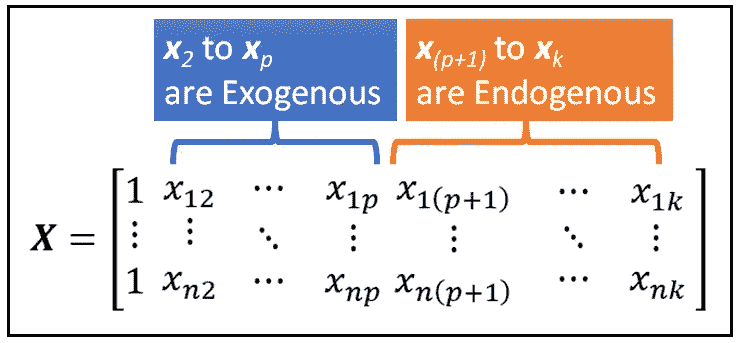 x2 to xp
are Exogenous
x(p+1) to xk
are Endogenous
1 x12 ⋯ x1p x1(p+1) ⋯ x1k
X = ⋮ ⋮ ⋱ ⋮ ⋮ ⋱ ⋮
1 xn2 ⋯ xnp xn(p+1) ⋯ xnk